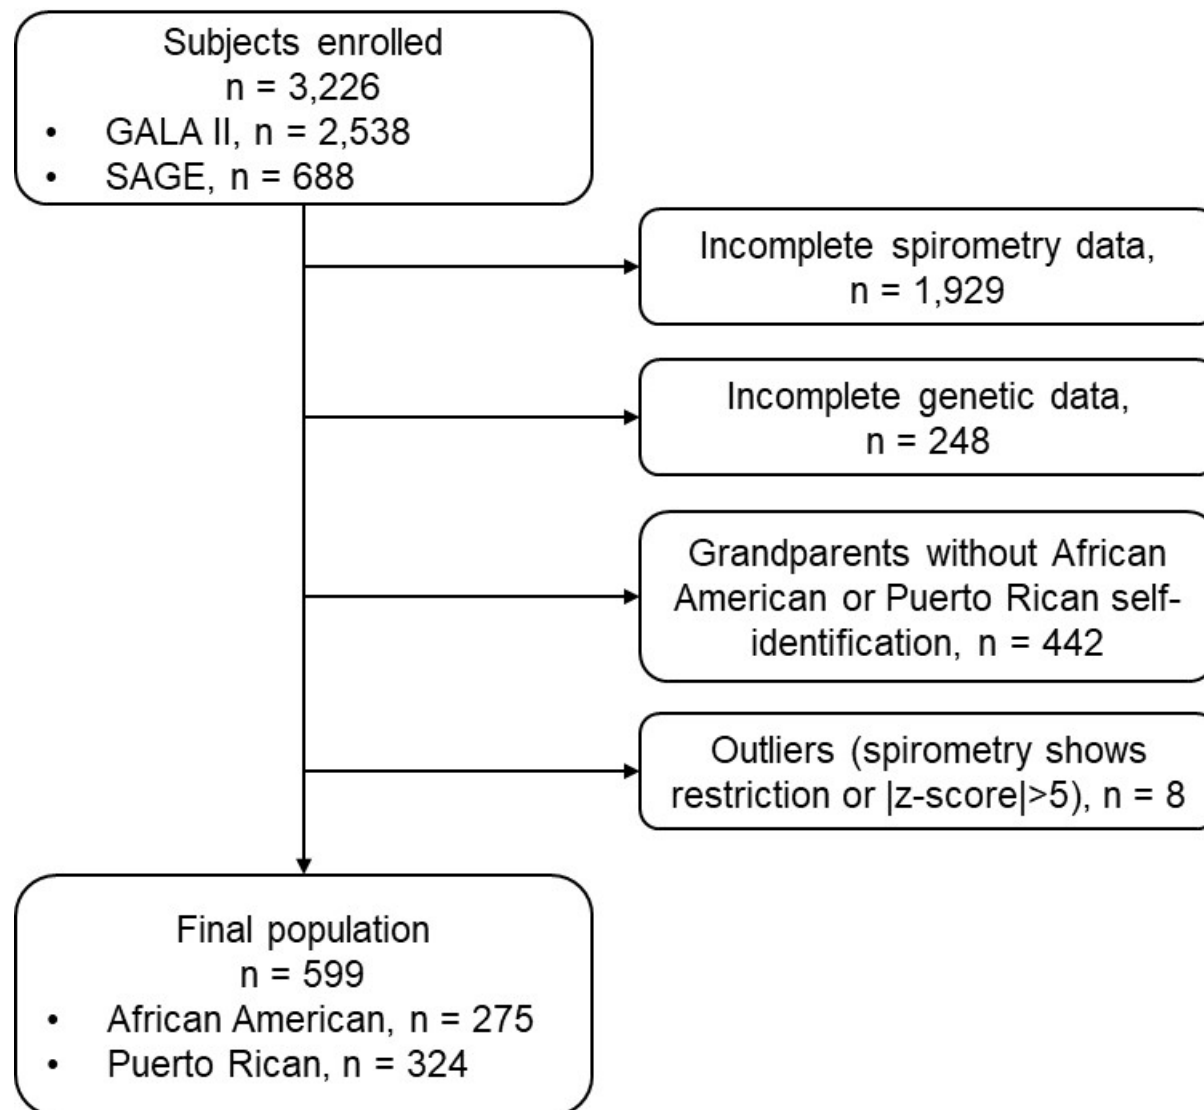 Subjects enrolled
n = 3,226
• GALA II, n = 2,538
• SAGE, n = 688
Incomplete spirometry data,
n = 1,929
Incomplete genetic data,
n = 248
Grandparents without African
American or Puerto Rican self-
identification, n = 442
Outliers (spirometry shows
restriction or |z-score|>5), n = 8
Final population
n = 599
• African American, n = 275
• Puerto Rican, n = 324